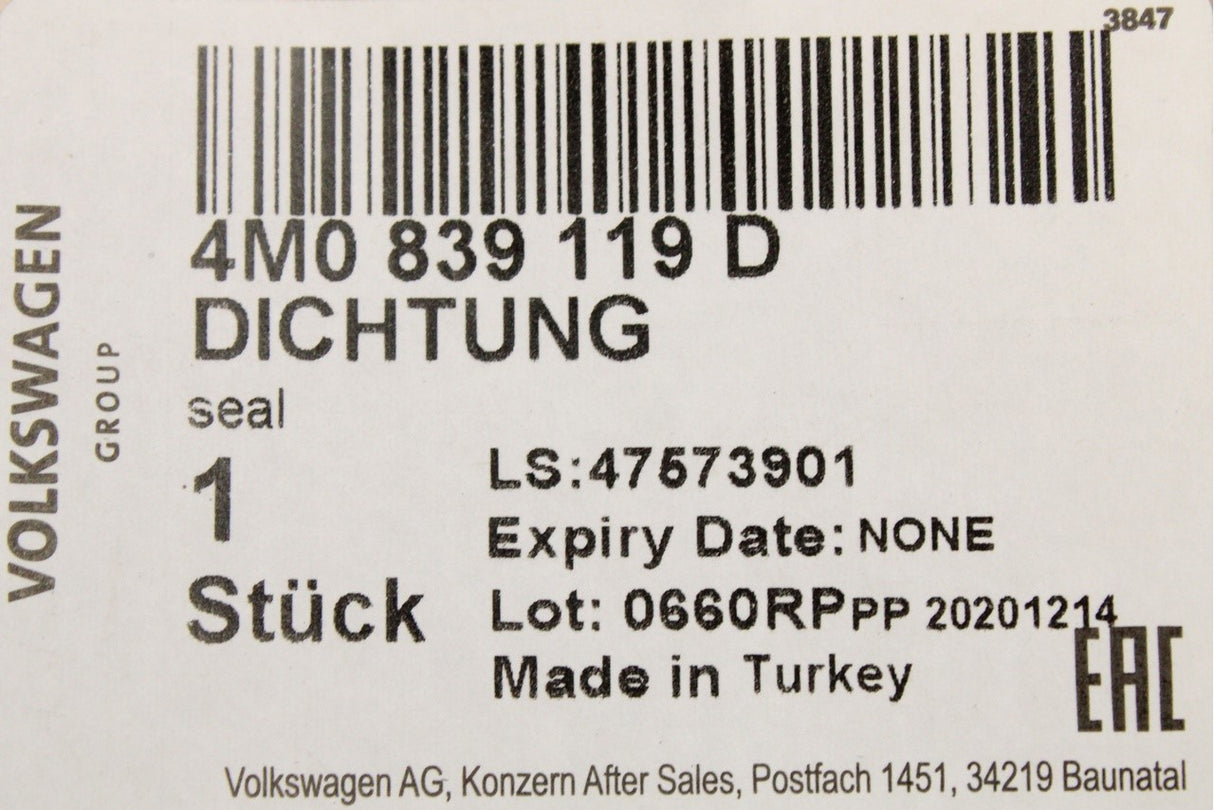 3847
VOLKSWAGEN
GROUP
4M0 839 119 D
DICHTUNG
seal
1
Stück
LS:47573901
Expiry Date: NONE
Lot: 0660RPPP 20201214
Made in Turkey
EAC
Volkswagen AG, Konzern After Sales, Postfach 1451, 34219 Baunatal